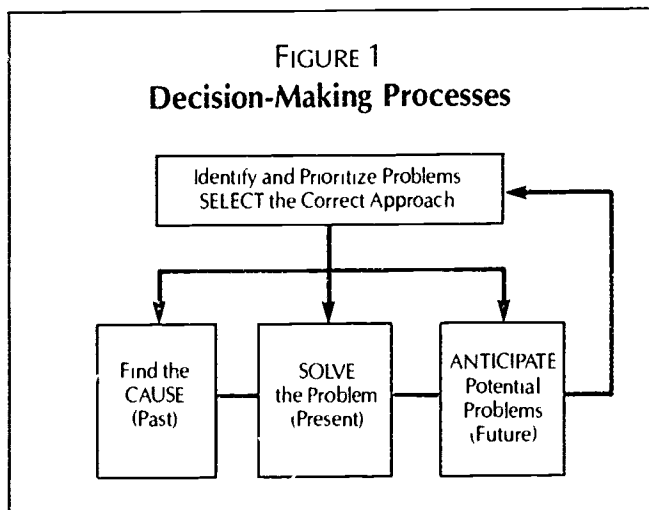 FIGURE 1
Decision-Making Processes
Identify and Prioritize Problems
SELECT the Correct Approach
Find the
CAUSE
(Past)
SOLVE
the Problem
(Present)
ANTICIPATE
Potential
Problems
(Future)